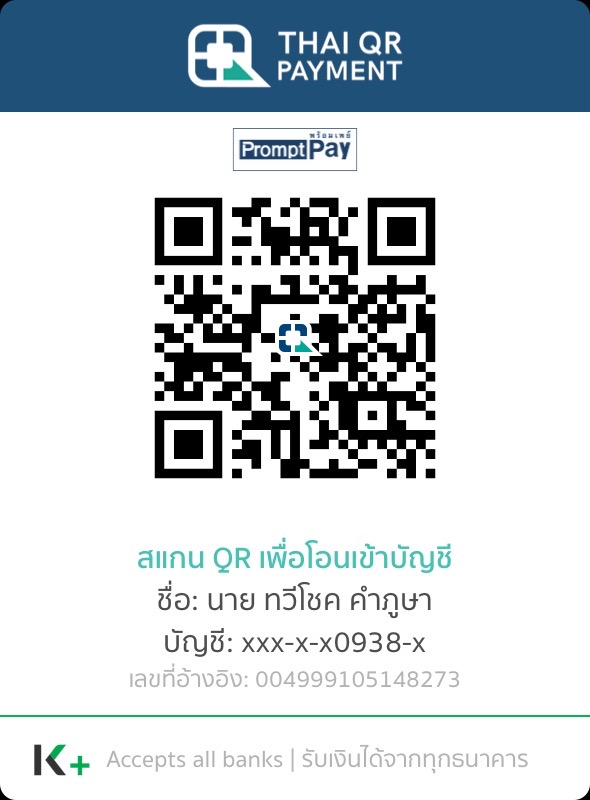 THAI QR
PAYMENT
พร้อมเพย์
PromptPay
สแกน QR เพื่อโอนเข้าบัญชี
ชื่อ: นาย ทวีโชค คำภูษา
บัญชี: xxx-x-x0938-x
เลขที่อ้างอิง: 004999105148273
K+ Accepts all banks | รับเงินได้จากทุกธนาคาร